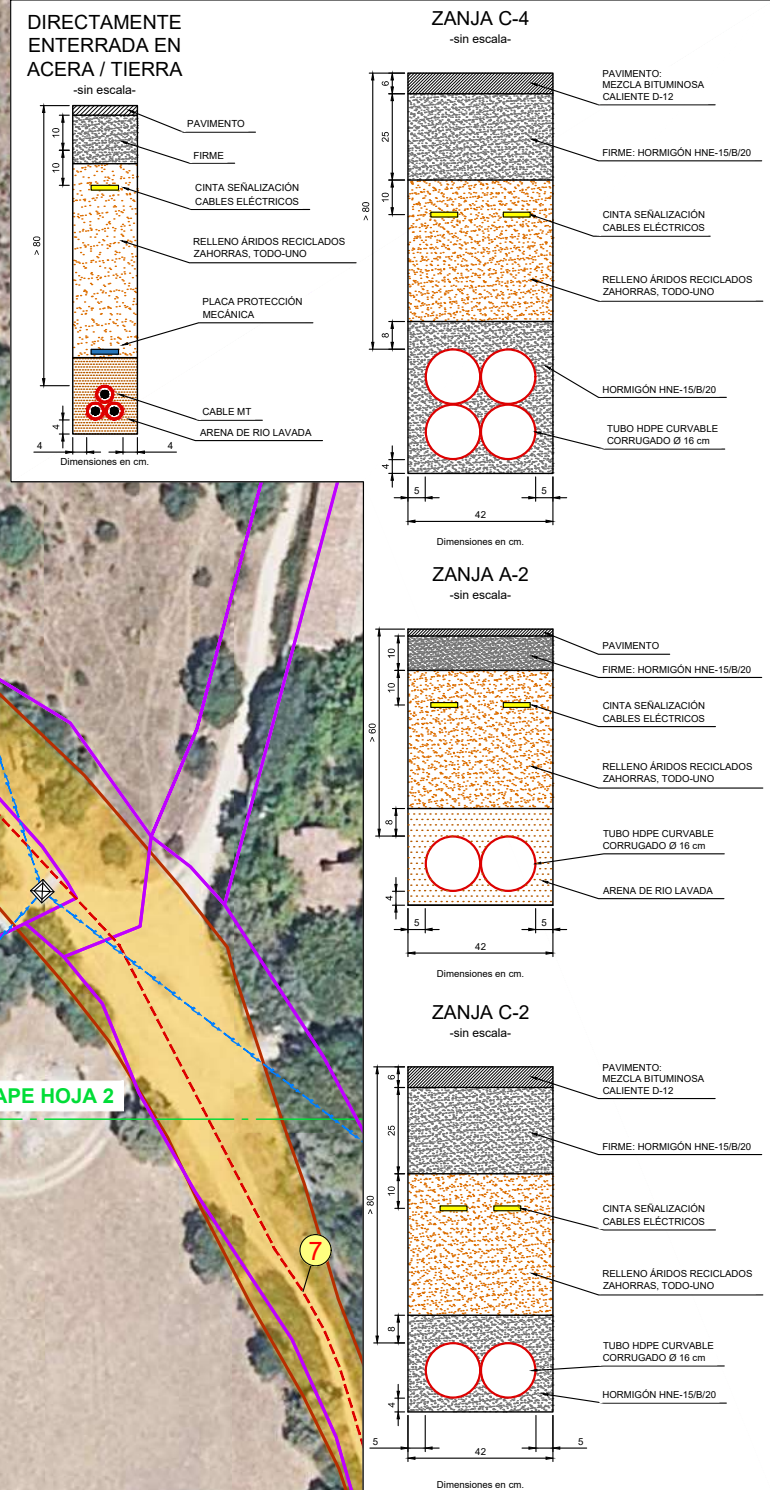 DIRECTAMENTE
ENTERRADA EN
ACERA / TIERRA
-sin escala-
PAVIMENTO
10
FIRME
10
CINTA SEÑALIZACIÓN
CABLES ELÉCTRICOS
> 80
RELLENO ÁRIDOS RECICLADOS
ZAHORRAS, TODO-UNO
PLACA PROTECCIÓN
MECÁNICA
CABLE MT
4
ARENA DE RIO LAVADA
4
4
Dimensiones en cm.
ZANJA C-4
-sin escala-
6
PAVIMENTO:
MEZCLA BITUMINOSA
CALIENTE D-12
25
FIRME: HORMIGÓN HNE-15/B/20
10
> 80
CINTA SEÑALIZACIÓN
CABLES ELÉCTRICOS
RELLENO ÁRIDOS RECICLADOS
ZAHORRAS, TODO-UNO
8
HORMIGÓN HNE-15/B/20
TUBO HDPE CURVABLE
CORRUGADO Ø 16 cm
4
5
5
42
Dimensiones en cm.
ZANJA A-2
-sin escala-
PAVIMENTO
10
FIRME: HORMIGÓN HNE-15/B/20
10
CINTA SEÑALIZACIÓN
CABLES ELÉCTRICOS
> 60
RELLENO ÁRIDOS RECICLADOS
ZAHORRAS, TODO-UNO
8
TUBO HDPE CURVABLE
CORRUGADO Ø 16 cm
4
ARENA DE RIO LAVADA
5
5
42
Dimensiones en cm.
ZANJA C-2
-sin escala-
6
PAVIMENTO:
MEZCLA BITUMINOSA
CALIENTE D-12
25
FIRME: HORMIGÓN HNE-15/B/20
10
> 80
CINTA SEÑALIZACIÓN
CABLES ELÉCTRICOS
RELLENO ÁRIDOS RECICLADOS
ZAHORRAS, TODO-UNO
8
TUBO HDPE CURVABLE
CORRUGADO Ø 16 cm
4
HORMIGÓN HNE-15/B/20
5
5
42
Dimensiones en cm.
APE HOJA 2
7